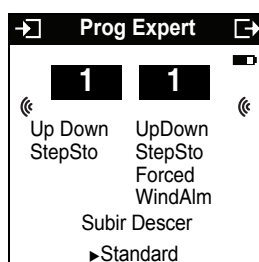 Prog Expert
1 1
Up Down UpDown
StepSto StepSto
Forced
WindAlm
Subir Descer
▸Standard